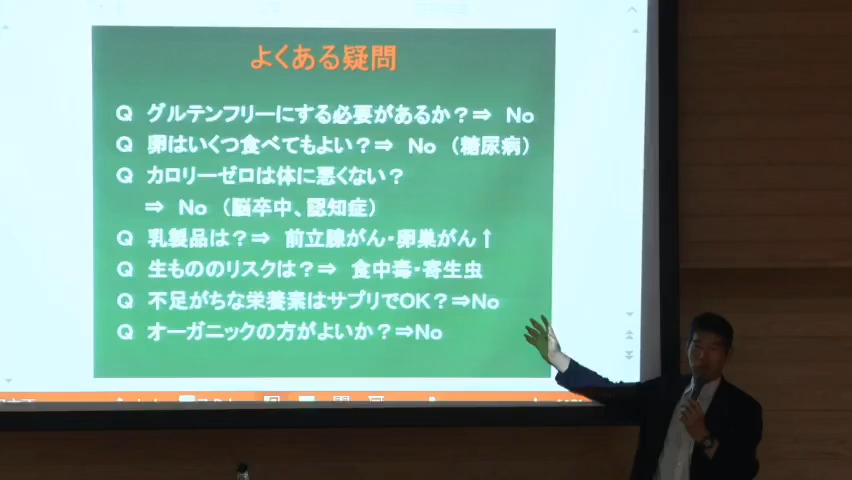 よくある疑問
Q グルテンフリーにする必要があるか？⇒ No
Q 卵はいくつ食べてもよい？⇒ No （糖尿病）
Q カロリーゼロは体に悪くない？
⇒ No （脳卒中、認知症）
Q 乳製品は？⇒ 前立腺がん・卵巣がん↑
Q 生もののリスクは？⇒ 食中毒・寄生虫
Q 不足がちな栄養素はサプリでOK？⇒No
Q オーガニックの方がよいか？⇒No